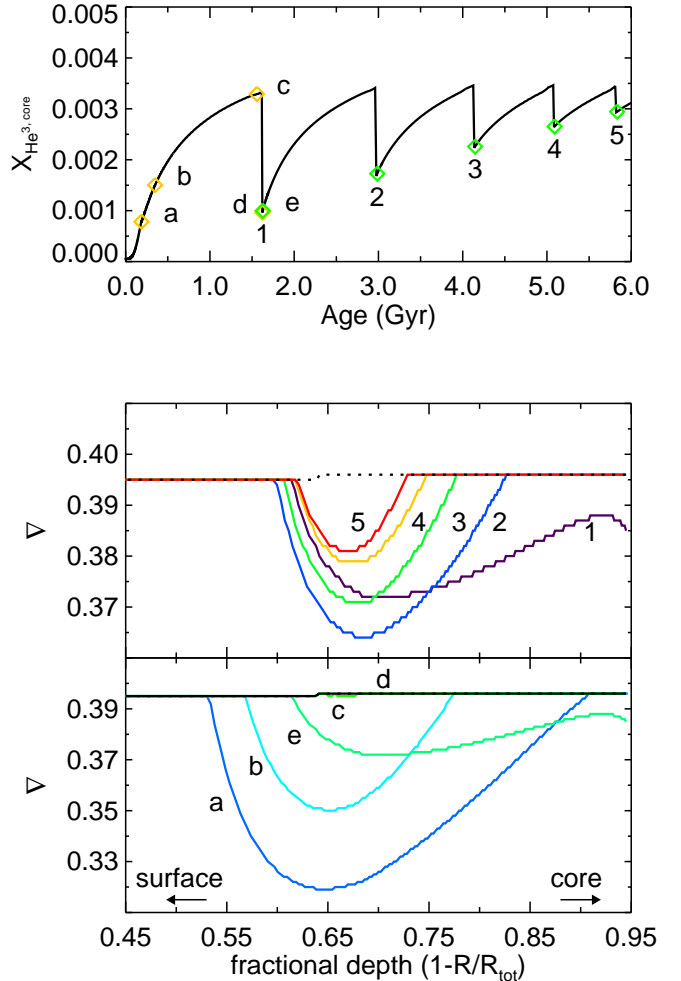 0.005
0.004
0.003
0.002
0.001
0.000
X_He³, core
a
b
c
d
e
1
2
3
4
5
0.0 1.0 2.0 3.0 4.0 5.0 6.0
Age (Gyr)
0.40
0.39
0.38
0.37
∇
5 4 3 2 1
0.39
0.37
0.35
0.33
∇
d
c
e
b
a
surface
core
0.45 0.55 0.65 0.75 0.85 0.95
fractional depth (1-R/R_tot)